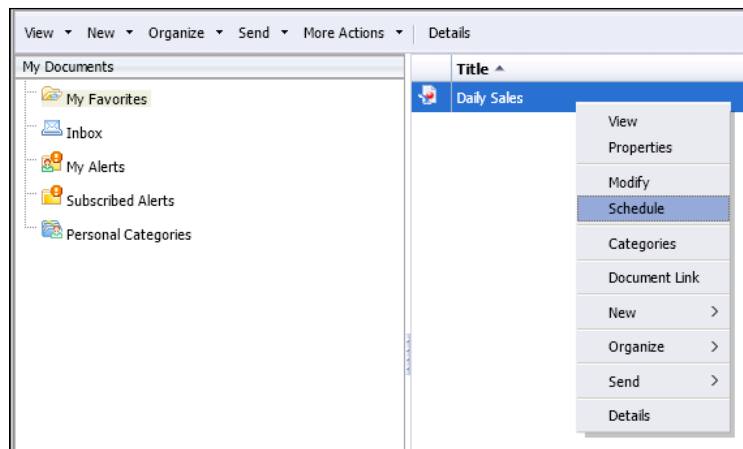 View New Organize Send More Actions Details
My Documents
Title
My Favorites
Daily Sales
Inbox
My Alerts
Subscribed Alerts
Personal Categories
View
Properties
Modify
Schedule
Categories
Document Link
New
Organize
Send
Details